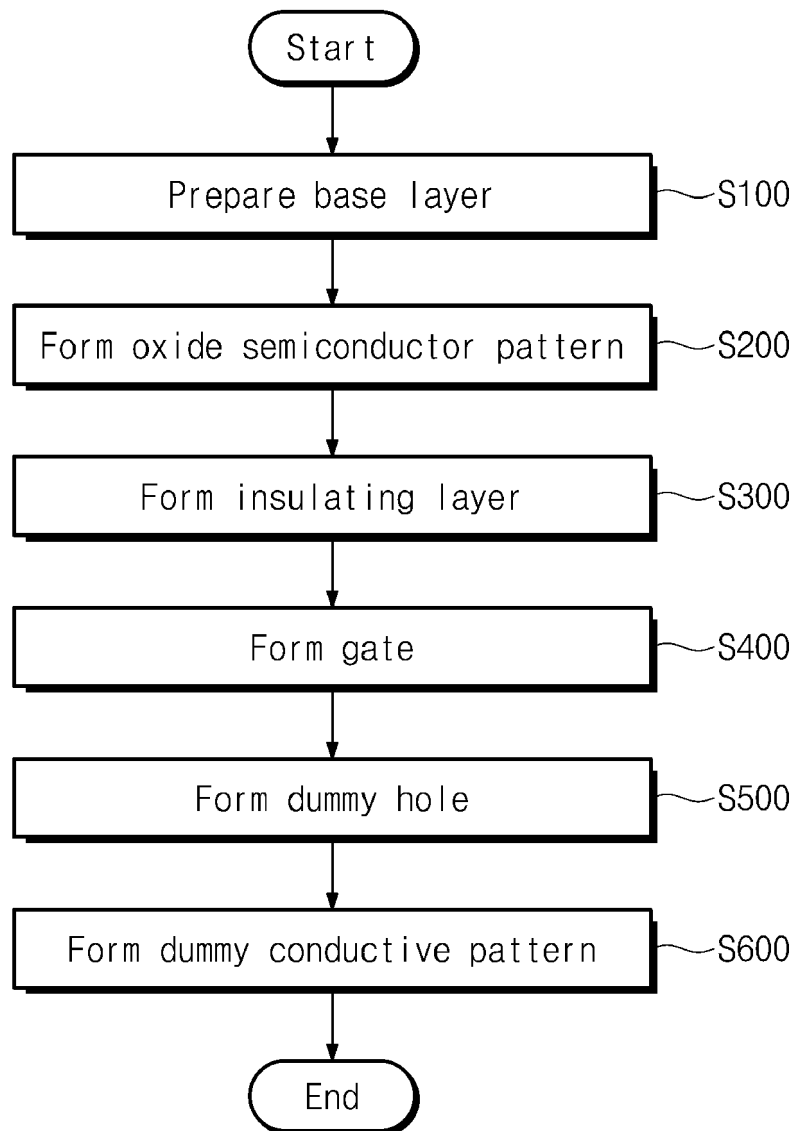 Start
Prepare base layer S100
Form oxide semiconductor pattern S200
Form insulating layer S300
Form gate S400
Form dummy hole S500
Form dummy conductive pattern S600
End